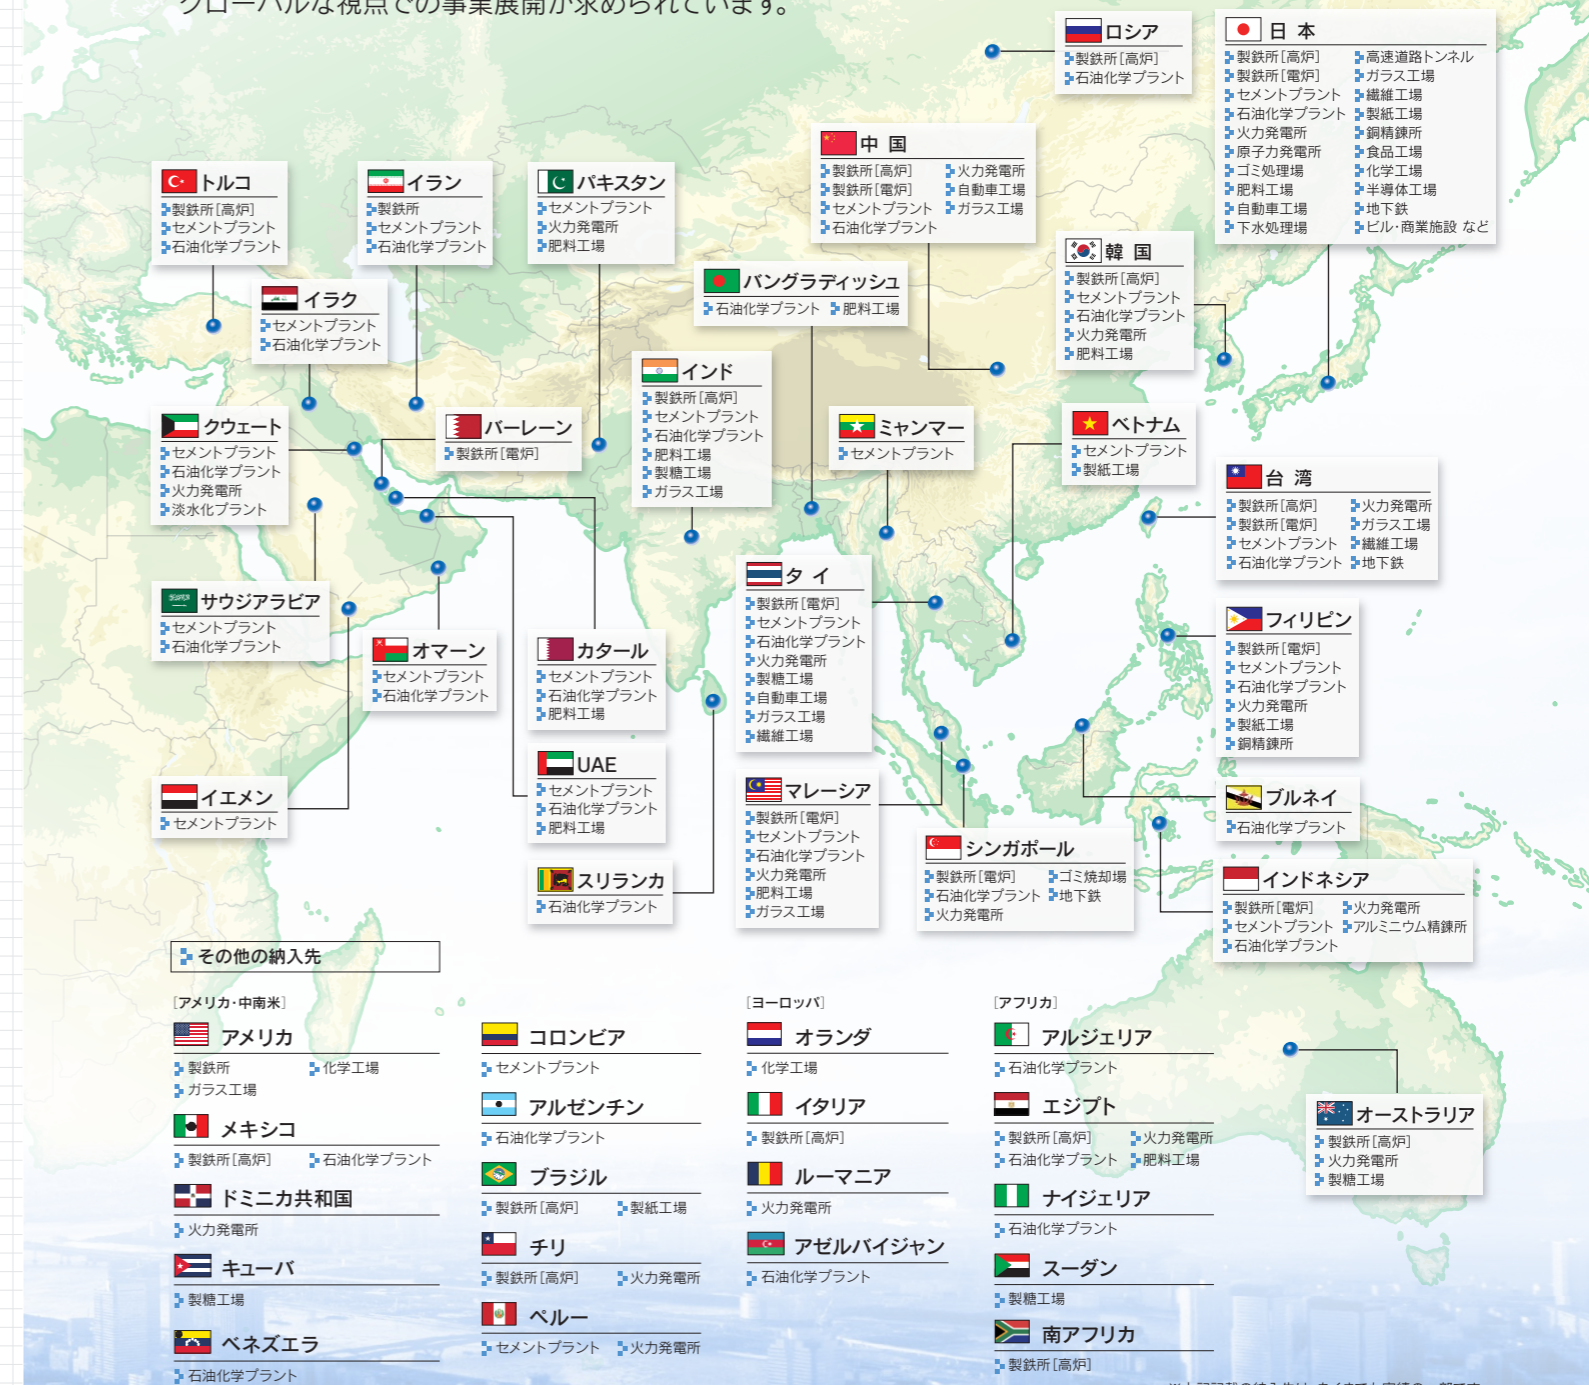 グローバルな視点での事業展開が求められています。
ロシア
製鉄所[高炉]
石油化学プラント
日 本
製鉄所[高炉]
製鉄所[電炉]
セメントプラント
石油化学プラント
火力発電所
原子力発電所
ゴミ処理場
肥料工場
自動車工場
下水処理場
高速道路トンネル
ガラス工場
繊維工場
製紙工場
銅精錬所
食品工場
化学工場
半導体工場
地下鉄
ビル・商業施設 など
中 国
製鉄所[高炉]
製鉄所[電炉]
セメントプラント
石油化学プラント
火力発電所
自動車工場
ガラス工場
トルコ
製鉄所[高炉]
セメントプラント
石油化学プラント
イラン
製鉄所
セメントプラント
石油化学プラント
パキスタン
セメントプラント
火力発電所
肥料工場
韓 国
製鉄所[高炉]
セメントプラント
石油化学プラント
火力発電所
肥料工場
バングラディッシュ
石油化学プラント 肥料工場
イラク
セメントプラント
石油化学プラント
インド
製鉄所[高炉]
セメントプラント
石油化学プラント
肥料工場
製糖工場
ガラス工場
クウェート
セメントプラント
石油化学プラント
火力発電所
淡水化プラント
バーレーン
製鉄所[電炉]
ミャンマー
セメントプラント
ベトナム
セメントプラント
製紙工場
台 湾
製鉄所[高炉]
製鉄所[電炉]
セメントプラント
石油化学プラント
火力発電所
ガラス工場
繊維工場
地下鉄
サウジアラビア
セメントプラント
石油化学プラント
オマーン
セメントプラント
石油化学プラント
カタール
セメントプラント
石油化学プラント
肥料工場
タ イ
製鉄所[電炉]
セメントプラント
石油化学プラント
火力発電所
製糖工場
自動車工場
ガラス工場
繊維工場
フィリピン
製鉄所[電炉]
セメントプラント
石油化学プラント
火力発電所
製紙工場
銅精錬所
イエメン
セメントプラント
UAE
セメントプラント
石油化学プラント
肥料工場
マレーシア
製鉄所[電炉]
セメントプラント
石油化学プラント
火力発電所
肥料工場
ガラス工場
ブルネイ
石油化学プラント
スリランカ
石油化学プラント
シンガポール
製鉄所[電炉]
石油化学プラント
火力発電所
ゴミ焼却場
地下鉄
インドネシア
製鉄所[電炉]
セメントプラント
石油化学プラント
火力発電所
アルミニウム精錬所
オーストラリア
製鉄所[高炉]
火力発電所
製糖工場
その他の納入先
[アメリカ・中南米]
アメリカ
製鉄所 化学工場
ガラス工場
メキシコ
製鉄所[高炉] 石油化学プラント
ドミニカ共和国
火力発電所
キューバ
製糖工場
ベネズエラ
石油化学プラント
コロンビア
セメントプラント
アルゼンチン
石油化学プラント
ブラジル
製鉄所[高炉] 製紙工場
チリ
製鉄所[高炉] 火力発電所
ペルー
セメントプラント 火力発電所
[ヨーロッパ]
オランダ
化学工場
イタリア
製鉄所[高炉]
ルーマニア
火力発電所
アゼルバイジャン
石油化学プラント
[アフリカ]
アルジェリア
石油化学プラント
エジプト
製鉄所[高炉] 火力発電所
石油化学プラント 肥料工場
ナイジェリア
石油化学プラント
スーダン
製糖工場
南アフリカ
製鉄所[高炉]